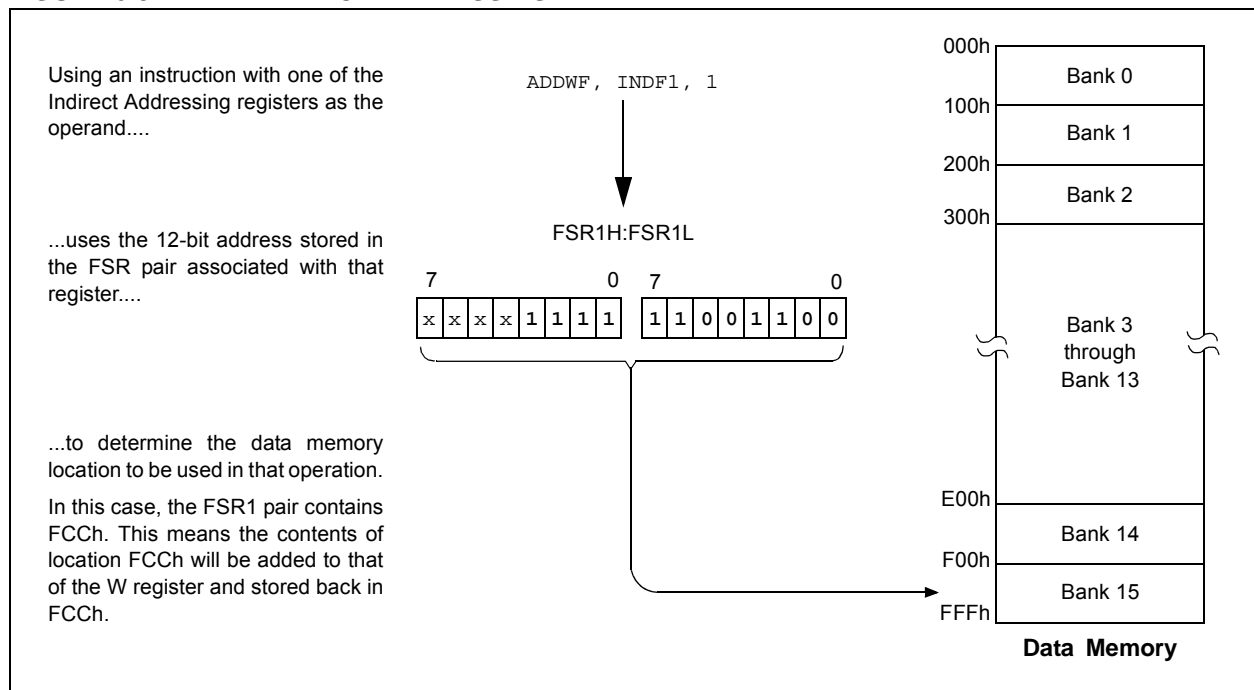 Using an instruction with one of the
Indirect Addressing registers as the
operand....
ADDWF, INDF1, 1
...uses the 12-bit address stored in
the FSR pair associated with that
register....
FSR1H:FSR1L
7 0 7 0
x x x x 1 1 1 1 1 1 0 0 1 1 0 0
...to determine the data memory
location to be used in that operation.
In this case, the FSR1 pair contains
FCCh. This means the contents of
location FCCh will be added to that
of the W register and stored back in
FCCh.
000h
Bank 0
100h
Bank 1
200h
Bank 2
300h
Bank 3
through
Bank 13
E00h
Bank 14
F00h
Bank 15
FFFh
Data Memory